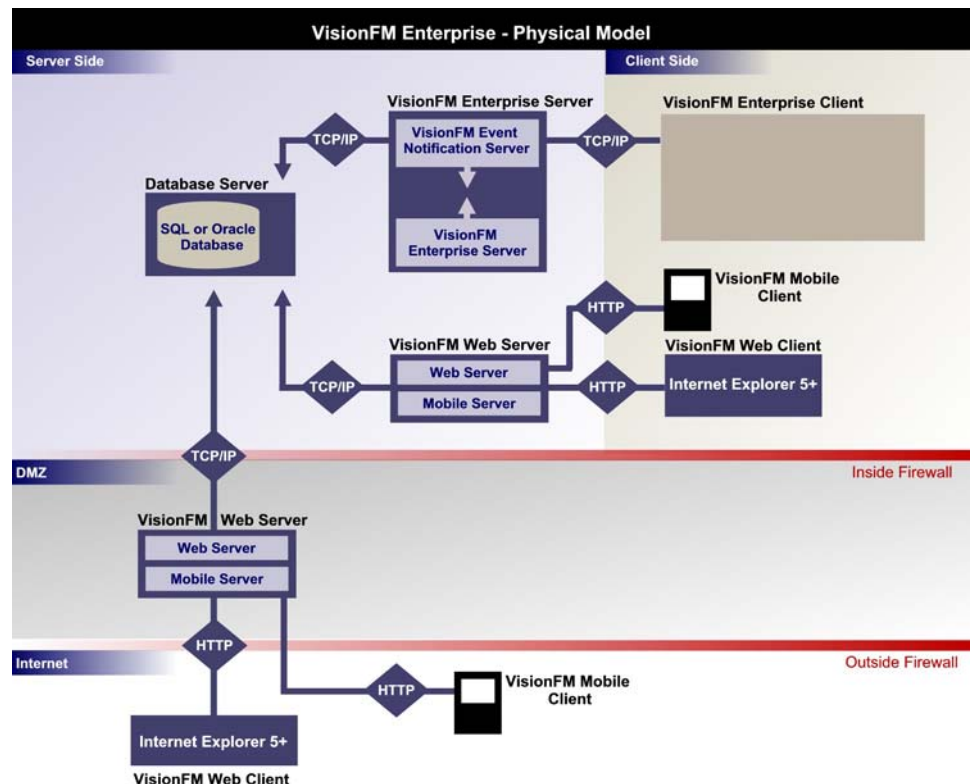 VisionFM Enterprise - Physical Model
Server Side
Client Side
VisionFM Enterprise Server
VisionFM Enterprise Client
TCP/IP
VisionFM Event
Notification Server
TCP/IP
Database Server
SQL or Oracle
Database
VisionFM
Enterprise Server
VisionFM Mobile
Client
HTTP
VisionFM Web Server
VisionFM Web Client
TCP/IP
Web Server
Mobile Server
HTTP
Internet Explorer 5+
TCP/IP
DMZ
Inside Firewall
VisionFM Web Server
Web Server
Mobile Server
HTTP
Internet
Outside Firewall
HTTP
VisionFM Mobile
Client
Internet Explorer 5+
VisionFM Web Client